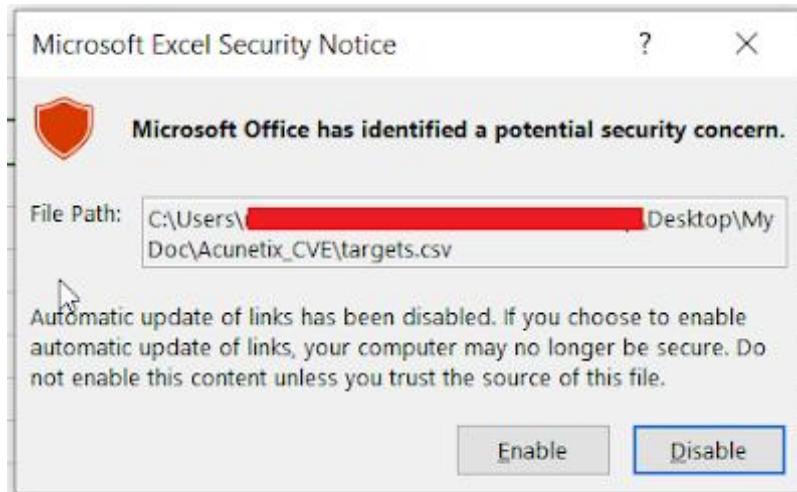 Microsoft Excel Security Notice ?
Microsoft Office has identified a potential security concern.
File Path: C:\Users\ \Desktop\My
Doc\Acunetix_CVE\targets.csv
Automatic update of links has been disabled. If you choose to enable
automatic update of links, your computer may no longer be secure. Do
not enable this content unless you trust the source of this file.
Enable Disable